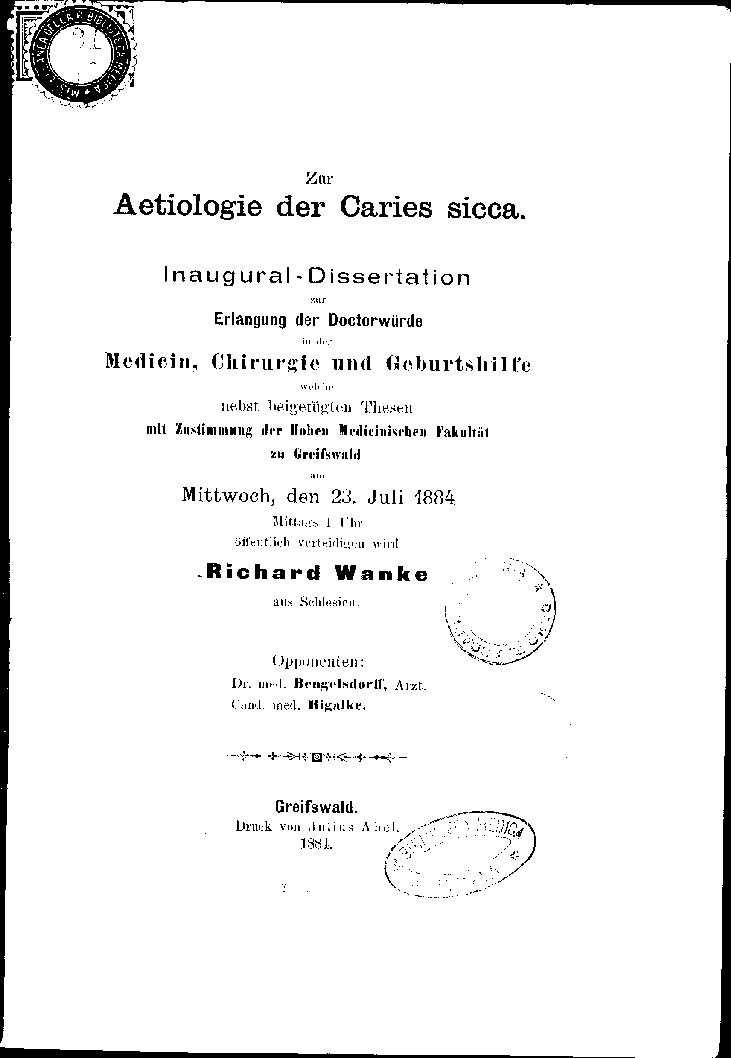 91
Zur
Aetiologie der Caries sicca.
Inaugural-Dissertation
zur
Erlangung der Doctorwürde
in der
Medicin, Chirurgie und Geburtshilfe
welche
nebst beigefügten Thesen
mit Zustimmung der Hohen Medicinischen Fakultät
zu Greifswald
am
Mittwoch, den 23. Juli 1884
Mittags 1 Uhr
öffentlich verteidigen wird
Richard Wanke
aus Schlesien.
Opponenten:
Dr. med. Bengelsdorff, Arzt.
Cand. med. Rigalke.
Greifswald.
Druck von Julius Abel.
1884.